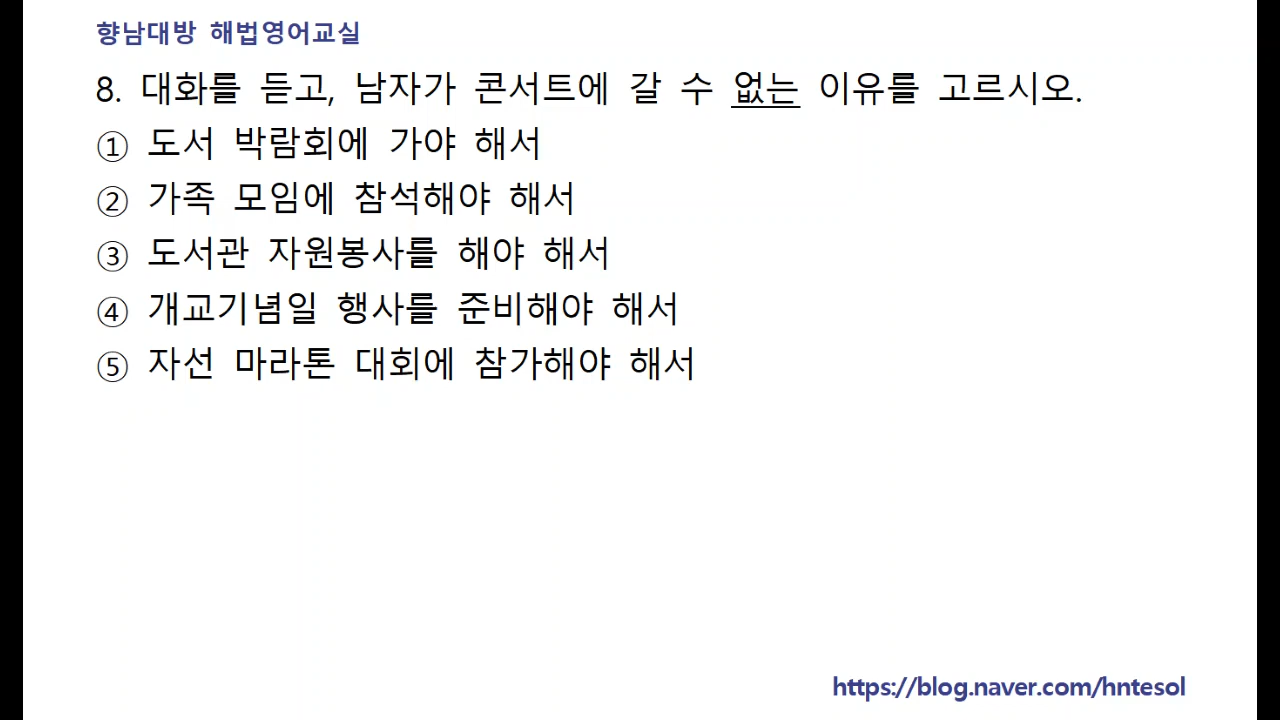 향남대방 해법영어교실
8. 대화를 듣고, 남자가 콘서트에 갈 수 없는 이유를 고르시오.
① 도서 박람회에 가야 해서
② 가족 모임에 참석해야 해서
③ 도서관 자원봉사를 해야 해서
④ 개교기념일 행사를 준비해야 해서
⑤ 자선 마라톤 대회에 참가해야 해서
https://blog.naver.com/hntesol